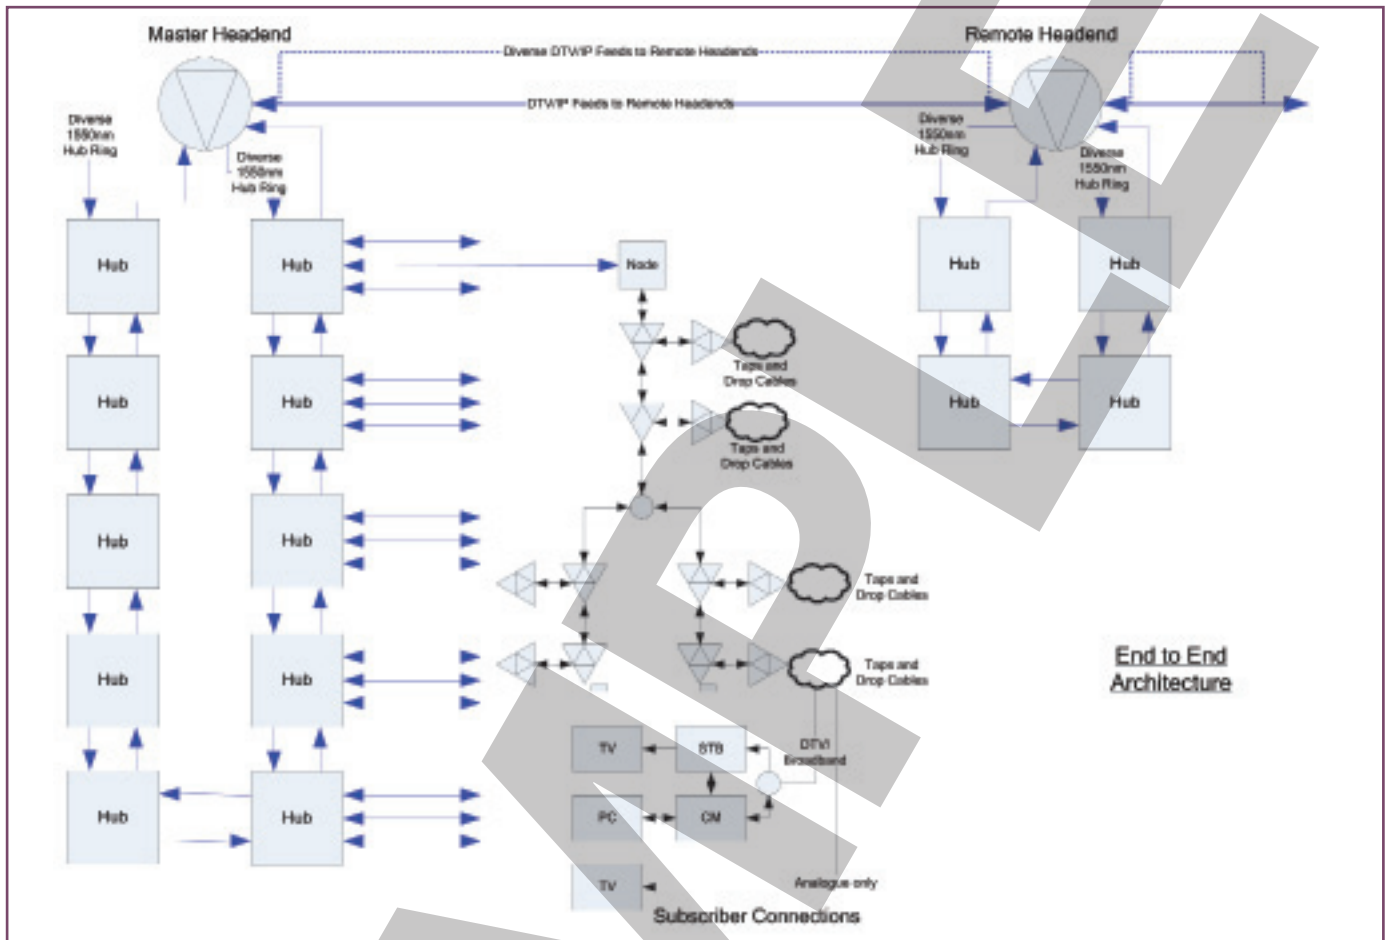 Master Headend
Remote Headend
Diverse DTV/IP Feeds to Remote Headends
DTV/IP Feeds to Remote Headends
Diverse
1550nm
Hub Ring
Diverse
1550nm
Hub Ring
Diverse
1550nm
Hub Ring
Diverse
1550nm
Hub Ring
Hub
Hub
Node
Hub
Hub
Taps and
Drop Cables
Hub
Hub
Hub
Hub
Taps and
Drop Cables
Hub
Hub
Taps and
Drop Cables
Hub
Hub
Taps and
Drop Cables
End to End
Architecture
TV
STB
DTV/
Broadband
Hub
Hub
PC
CM
TV
Analogue only
Subscriber Connections